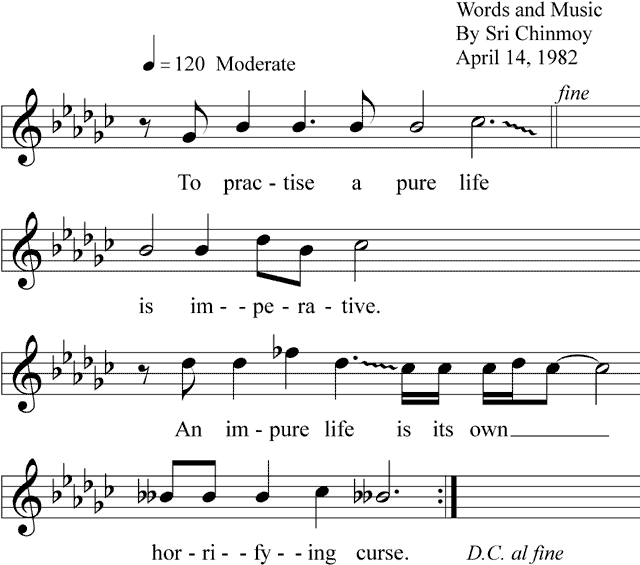 Words and Music
By Sri Chinmoy
April 14, 1982
= 120 Moderate
fine
To prac - tise a pure life
is im - - pe - ra - tive.
An im - pure life is its own
hor - ri - - fy - - ing curse. D.C. al fine